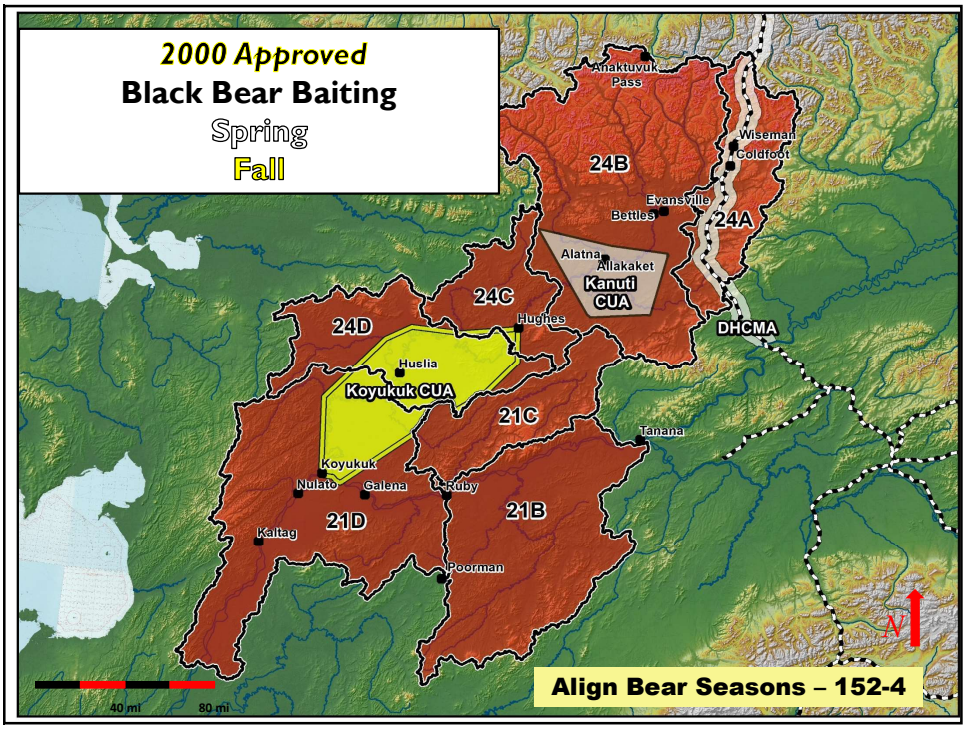 2000 Approved
Black Bear Baiting
Spring
Fall
Anaktuvuk
Pass
Wiseman
Coldfoot
24B
Evansville
Bettles
24A
Alatna
Allakaket
Kanuti
CUA
24C
24D
Hughes
DHCMA
Huslia
Koyukuk CUA
21C
Tanana
Koyukuk
Nulato
Galena
Ruby
21B
21D
Kaltag
Poorman
N
Align Bear Seasons – 152-4
40 mi
80 mi